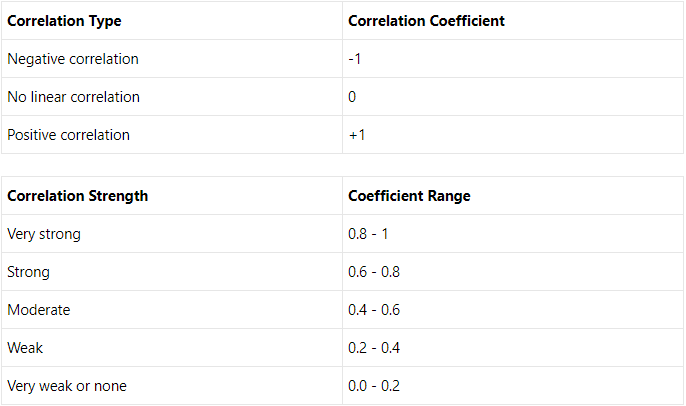 Correlation Type Correlation Coefficient
Negative correlation -1
No linear correlation 0
Positive correlation +1
Correlation Strength Coefficient Range
Very strong 0.8 - 1
Strong 0.6 - 0.8
Moderate 0.4 - 0.6
Weak 0.2 - 0.4
Very weak or none 0.0 - 0.2